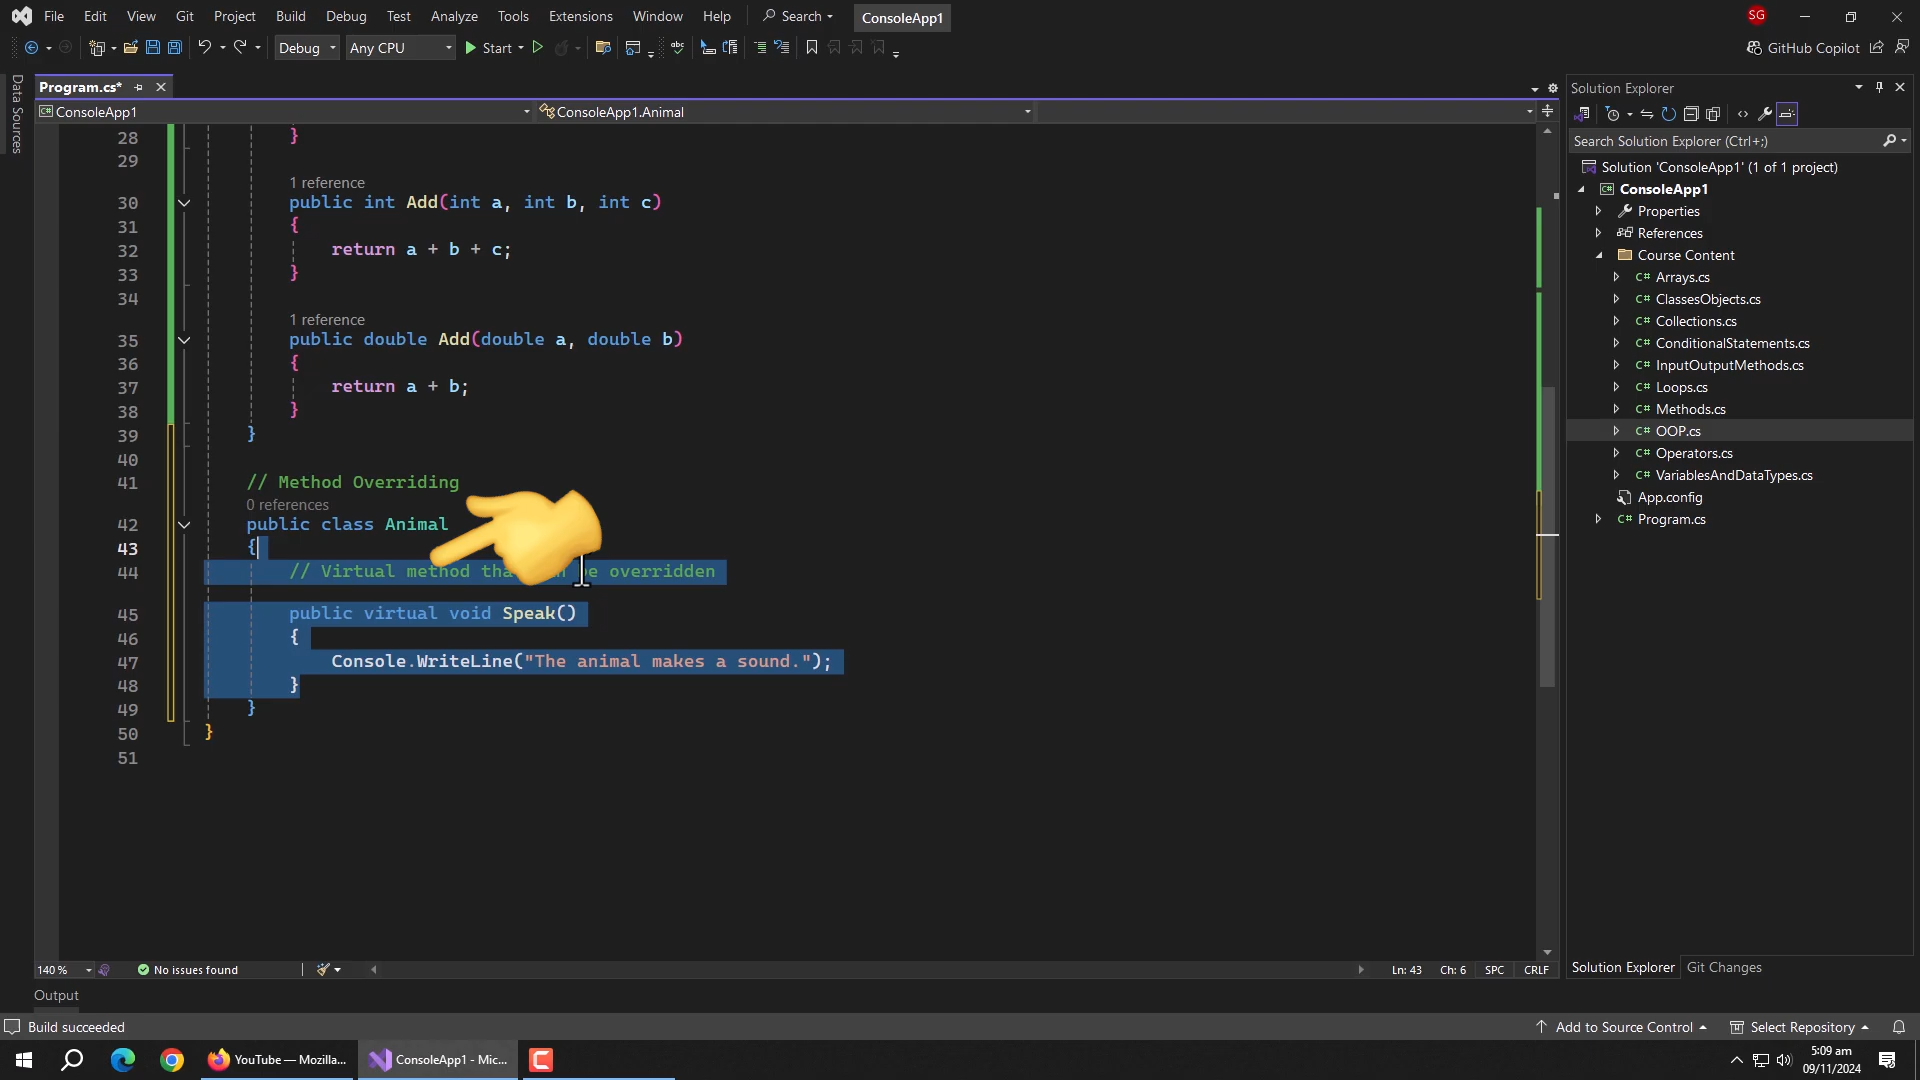 File Edit View Git Project Build Debug Test Analyze Tools Extensions Window Help Search ConsoleApp1 SG
Debug Any CPU Start GitHub Copilot
Data Sources
Program.cs*
ConsoleApp1 ConsoleApp1.Animal
28 }
29
1 reference
30 public int Add(int a, int b, int c)
31 {
32 return a + b + c;
33 }
34
1 reference
35 public double Add(double a, double b)
36 {
37 return a + b;
38 }
39 }
40
41 // Method Overriding
0 references
42 public class Animal
43 {
44 // Virtual method be overridden
45 public virtual void Speak()
46 {
47 Console.WriteLine("The animal makes a sound.");
48 }
49 }
50 }
51
140 % No issues found Ln: 43 Ch: 6 SPC CRLF
Output
Solution Explorer
Search Solution Explorer (Ctrl+;)
Solution 'ConsoleApp1' (1 of 1 project)
ConsoleApp1
Properties
References
Course Content
C# Arrays.cs
C# ClassesObjects.cs
C# Collections.cs
C# ConditionalStatements.cs
C# InputOutputMethods.cs
C# Loops.cs
C# Methods.cs
C# OOP.cs
C# Operators.cs
C# VariablesAndDataTypes.cs
App.config
C# Program.cs
Solution Explorer Git Changes
Build succeeded Add to Source Control Select Repository
YouTube — Mozilla... ConsoleApp1 - Mic... 5:09 am
09/11/2024